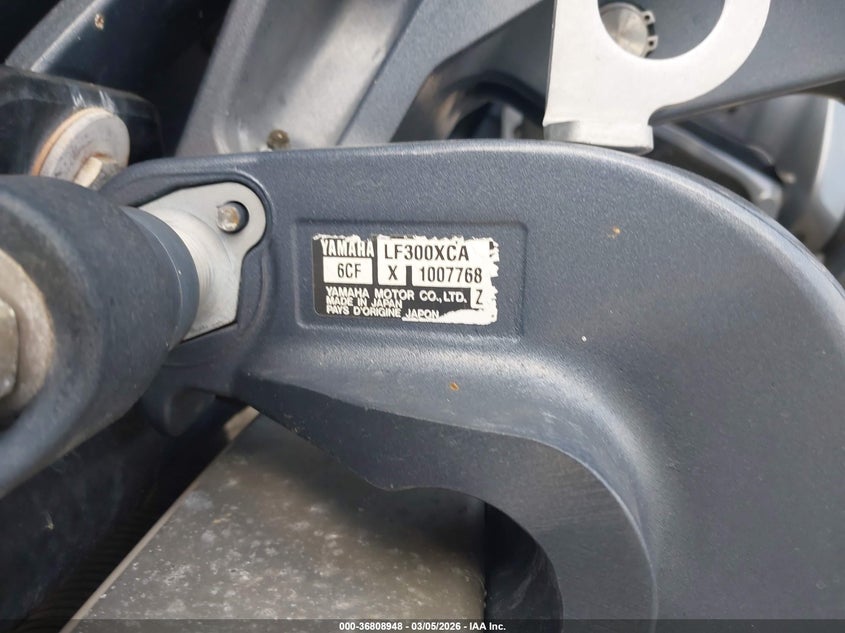 YAMAHA LF300XCA
6CF X 1007768
YAMAHA MOTOR CO., LTD. Z
MADE IN JAPAN
PAYS D'ORIGINE JAPON
000-36808948 - 03/05/2026 - IAA Inc.